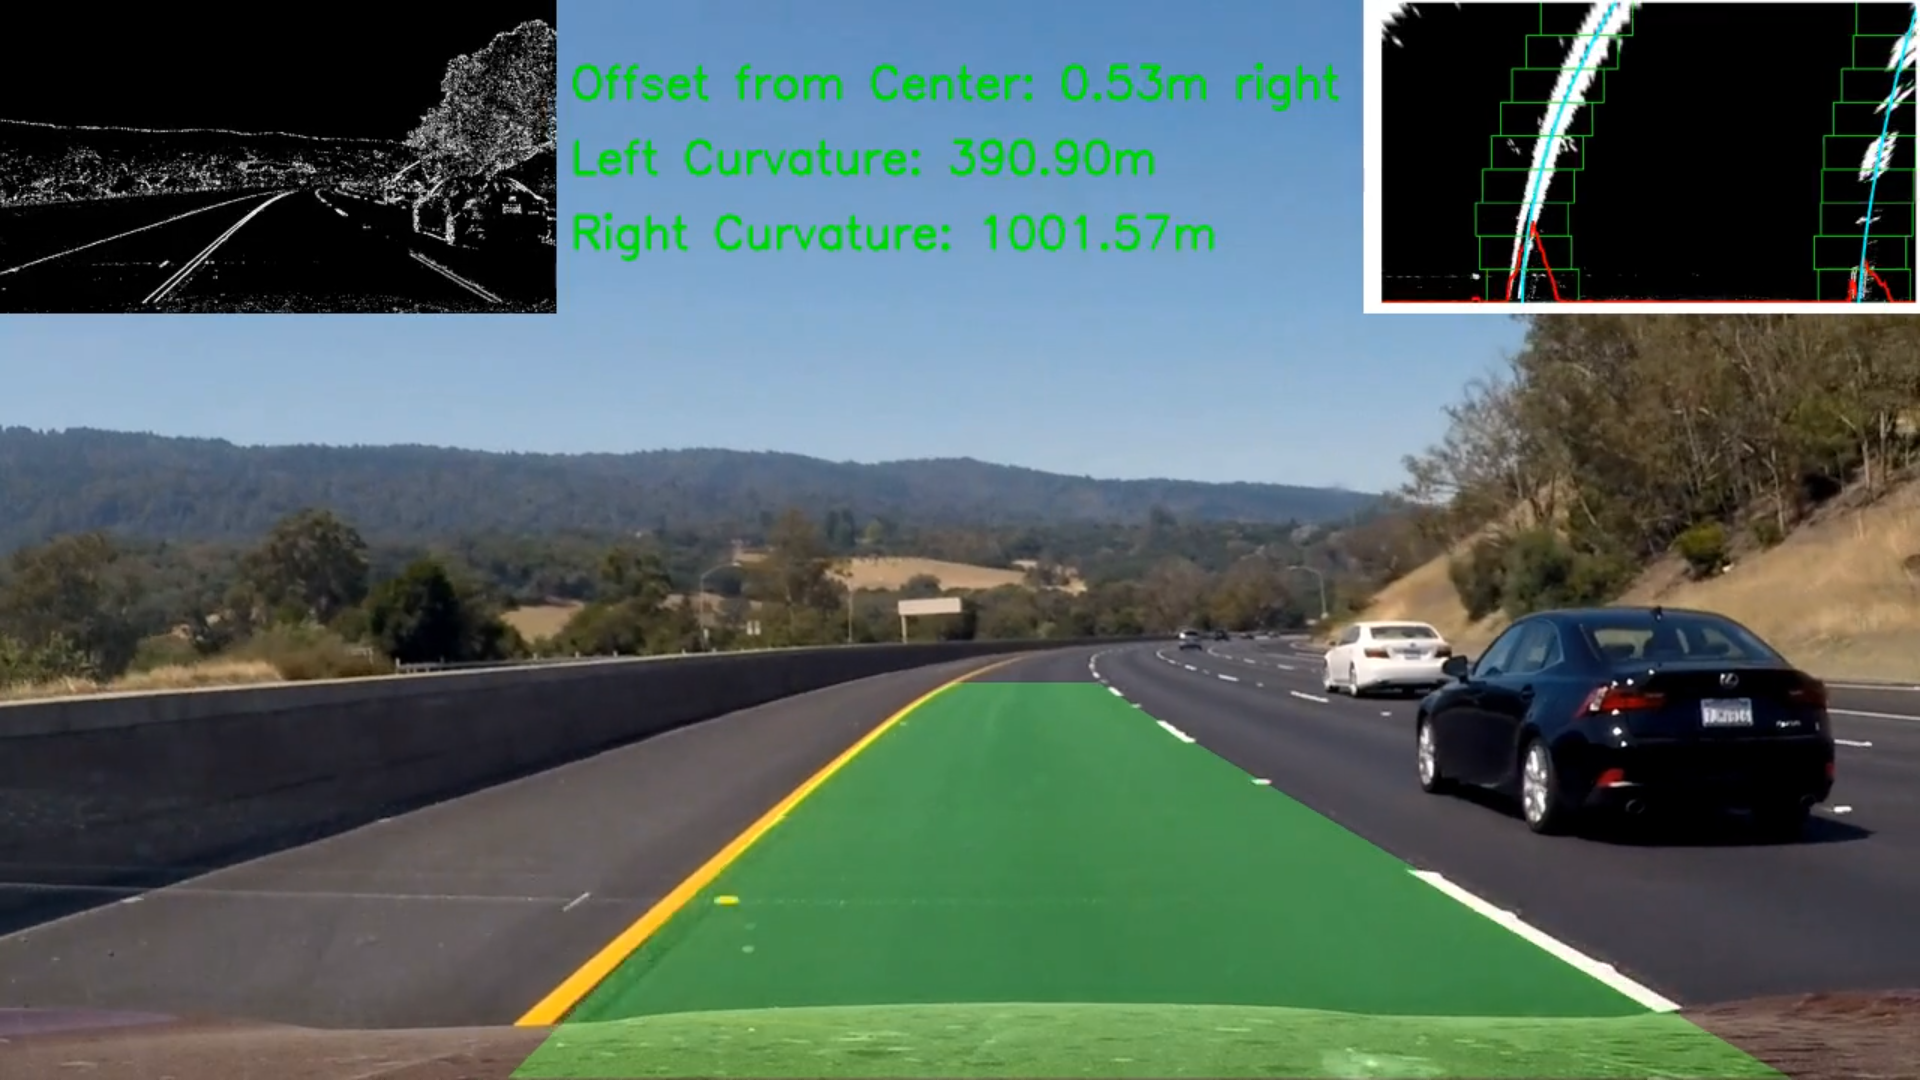 Offset from Center: 0.53m right
Left Curvature: 390.90m
Right Curvature: 1001.57m